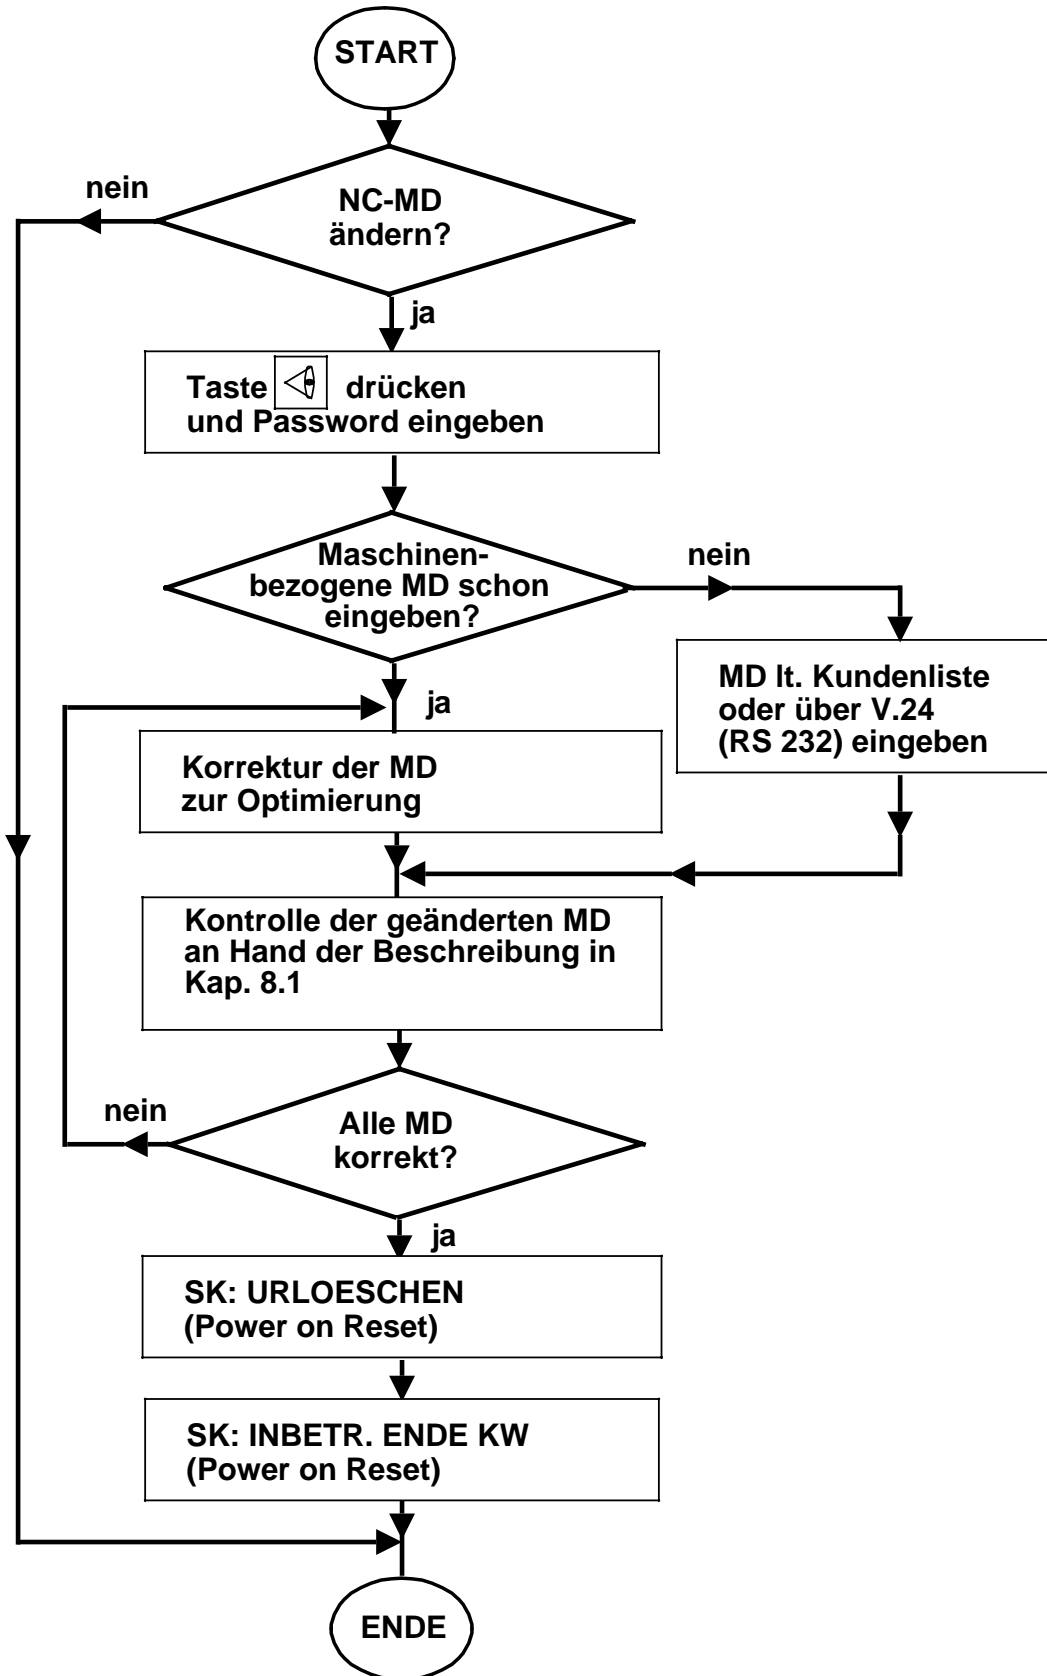 START
nein
NC-MD
ändern?
ja
Taste drücken
und Password eingeben
Maschinen-
bezogene MD schon
eingeben?
nein
ja
MD lt. Kundenliste
oder über V.24
(RS 232) eingeben
Korrektur der MD
zur Optimierung
Kontrolle der geänderten MD
an Hand der Beschreibung in
Kap. 8.1
nein
Alle MD
korrekt?
ja
SK: URLOESCHEN
(Power on Reset)
SK: INBETR. ENDE KW
(Power on Reset)
ENDE